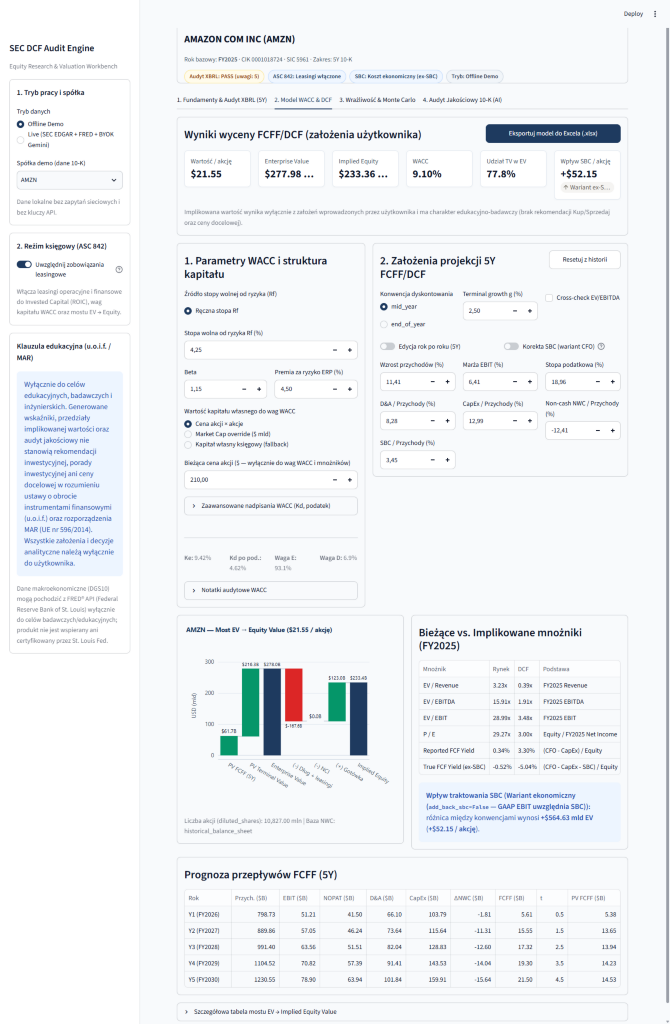 Deploy
SEC DCF Audit Engine
Equity Research & Valuation Workbench
1. Tryb pracy i spółka
Tryb danych
Offline Demo
Live (SEC EDGAR + FRED + BYOK
Gemini)
Spółka demo (dane 10-K)
AMZN
Dane lokalne bez zapytań sieciowych i
bez kluczy API.
2. Reżim księgowy (ASC 842)
Uwzględnij zobowiązania
leasingowe
Włącza leasingi operacyjne i finansowe
do Invested Capital (ROIC), wag
kapitału WACC oraz mostu EV → Equity.
Klauzula edukacyjna (u.o.i.f. /
MAR)
Wyłącznie do celów
edukacyjnych, badawczych i
inżynierskich. Generowane
wskaźniki, przedziały
implikowanej wartości oraz
audyt jakościowy nie
stanowią rekomendacji
inwestycyjnej, porady
inwestycyjnej ani ceny
docelowej w rozumieniu
ustawy o obrocie
instrumentami finansowymi
(u.o.i.f.) oraz rozporządzenia
MAR (UE nr 596/2014).
Wszystkie założenia i decyzje
analityczne należą wyłącznie
do użytkownika.
Dane makroekonomiczne (DGS10)
mogą pochodzić z FRED® API (Federal
Reserve Bank of St. Louis) wyłącznie
do celów badawczych/edukacyjnych;
produkt nie jest wspierany ani
certyfikowany przez St. Louis Fed.
AMAZON COM INC (AMZN)
Rok bazowy: FY2025 · CIK 0001018724 · SIC 5961 · Zakres: 5Y 10-K
Audyt XBRL: PASS (uwagi: 5)
ASC 842: Leasingi włączone
SBC: Koszt ekonomiczny (ex-SBC)
Tryb: Offline Demo
1. Fundamenty & Audyt XBRL (5Y)
2. Model WACC & DCF
3. Wrażliwość & Monte Carlo
4. Audyt Jakościowy 10-K (AI)
Wyniki wyceny FCFF/DCF (założenia użytkownika)
Eksportuj model do Excela (.xlsx)
Wartość / akcję
$21.55
Enterprise Value
$277.98 ...
Implied Equity
$233.36 ...
WACC
9.10%
Udział TV w EV
77.8%
Wpływ SBC / akcję
+$52.15
↑ Wariant ex-S...
Implikowana wartość wynika wyłącznie z założeń wprowadzonych przez użytkownika i ma charakter edukacyjno-badawczy (brak rekomendacji Kup/Sprzedaj
oraz ceny docelowej).
1. Parametry WACC i struktura
kapitału
Źródło stopy wolnej od ryzyka (Rf)
Ręczna stopa
Stopa wolna od ryzyka Rf (%)
4,25
Beta
1,15
Premia za ryzyko ERP (%)
4,50
Wartość kapitału własnego do wag WACC
Cena akcji × akcje
Market Cap override ($ mld)
Kapitał własny księgowy (fallback)
Bieżąca cena akcji ($ — wyłącznie do wag WACC i mnożników)
210,00
Zaawansowane nadpisania WACC (Kd, podatek)
Ke: 9.42%
Kd po pod.:
4.62%
Waga E:
93.1%
Waga D: 6.9%
Notatki audytowe WACC
2. Założenia projekcji 5Y
FCFF/DCF
Resetuj z historii
Konwencja dyskontowania
mid_year
end_of_year
Terminal growth g (%)
2,50
Cross-check EV/EBITDA
Edycja rok po roku (5Y)
Korekta SBC (wariant CFO)
Wzrost przychodów (%)
11,41
Marża EBIT (%)
6,41
Stopa podatkowa (%)
18,96
D&A / Przychody (%)
8,28
CapEx / Przychody (%)
12,99
Non-cash NWC / Przychody
(%)
-12,41
SBC / Przychody (%)
3,45
AMZN — Most EV → Equity Value ($21.55 / akcję)
USD (mld)
300
200
100
0
$61.7B
$216.3B
$278.0B
$-167.6B
$0.0B
$123.0B
$233.4B
PV FCFF (5Y)
PV Terminal Value
Enterprise Value
(-) Dług + leasingi
(-) NCI
(+) Gotówka
Implied Equity
Liczba akcji (diluted_shares): 10,827.00 mln | Baza NWC:
historical_balance_sheet
Bieżące vs. Implikowane mnożniki
(FY2025)
Mnożnik Rynek DCF Podstawa
EV / Revenue 3.23x 0.39x FY2025 Revenue
EV / EBITDA 15.91x 1.91x FY2025 EBITDA
EV / EBIT 28.99x 3.48x FY2025 EBIT
P / E 29.27x 3.00x Equity / FY2025 Net Income
Reported FCF Yield 0.34% 3.30% (CFO - CapEx) / Equity
True FCF Yield (ex-SBC) -0.52% -5.04% (CFO - CapEx - SBC) / Equity
Wpływ traktowania SBC (Wariant ekonomiczny
(add_back_sbc=False — GAAP EBIT uwzględnia SBC)):
różnica między konwencjami wynosi +$564.63 mld EV
(+$52.15 / akcję).
Prognoza przepływów FCFF (5Y)
Rok Przych. ($B) EBIT ($B) NOPAT ($B) D&A ($B) CapEx ($B) ΔNWC ($B) FCFF ($B) t PV FCFF ($B)
Y1 (FY2026) 798.73 51.21 41.50 66.10 103.79 -1.81 5.61 0.5 5.38
Y2 (FY2027) 889.86 57.05 46.24 73.64 115.64 -11.31 15.55 1.5 13.65
Y3 (FY2028) 991.40 63.56 51.51 82.04 128.83 -12.60 17.32 2.5 13.94
Y4 (FY2029) 1104.52 70.82 57.39 91.41 143.53 -14.04 19.30 3.5 14.23
Y5 (FY2030) 1230.55 78.90 63.94 101.84 159.91 -15.64 21.50 4.5 14.53
Szczegółowa tabela mostu EV → Implied Equity Value